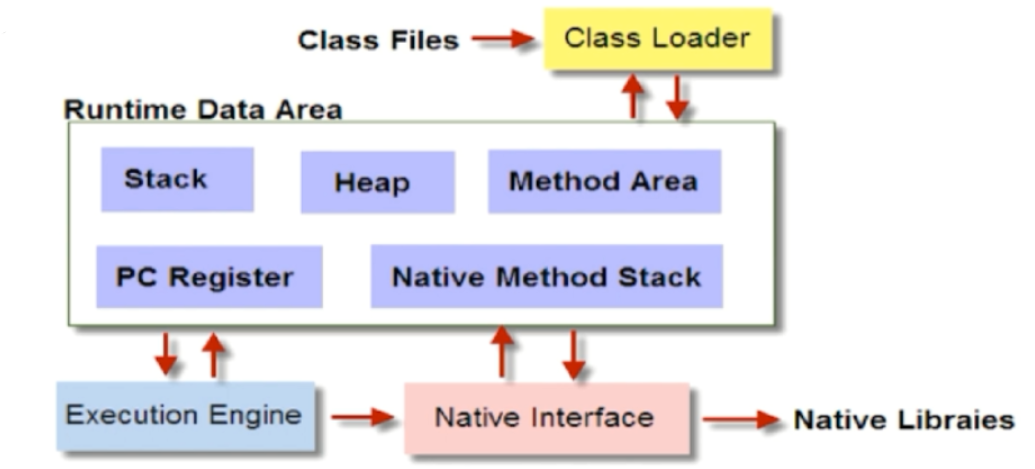 Class Files
Class Loader
Runtime Data Area
Stack
Heap
Method Area
PC Register
Native Method Stack
Execution Engine
Native Interface
Native Libraies